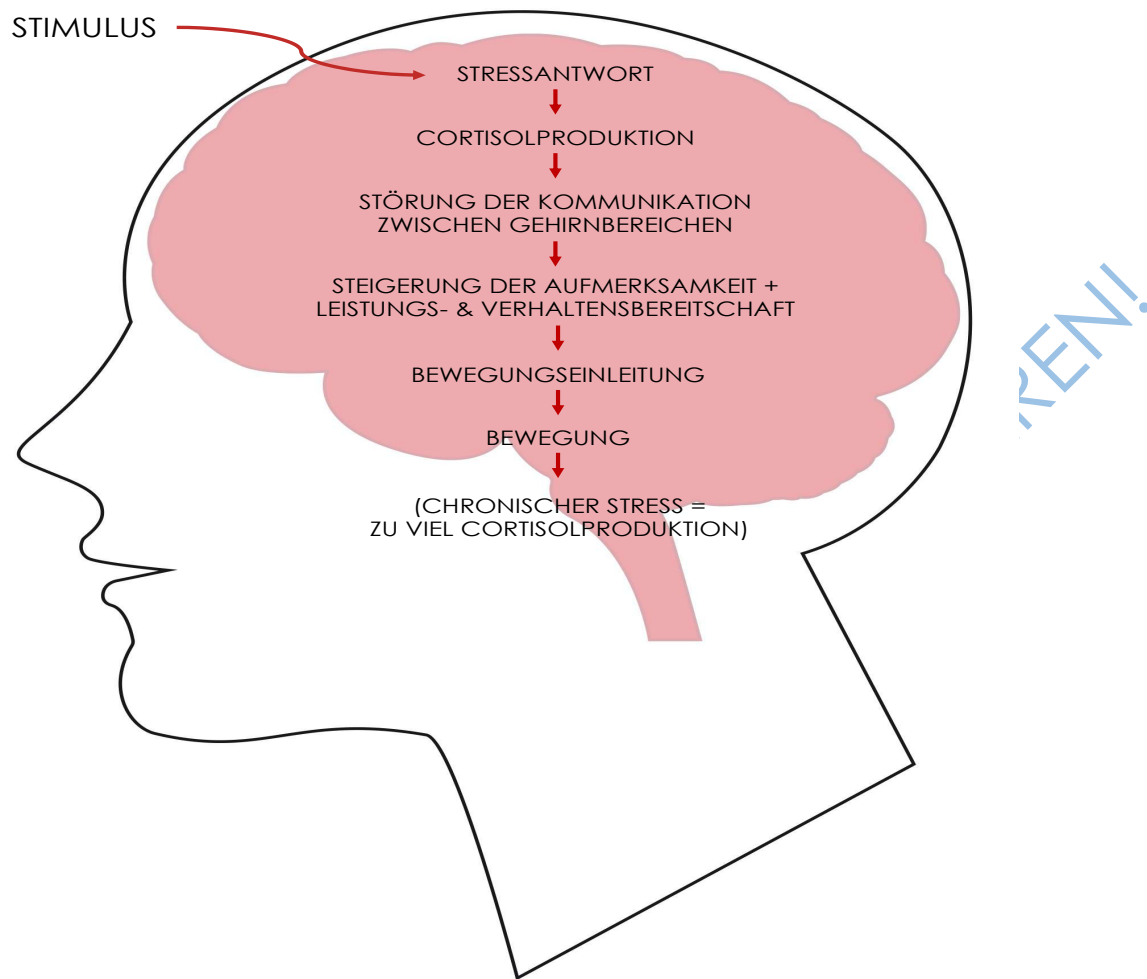 STIMULUS
STRESSANTWORT
CORTISOLPRODUKTION
STÖRUNG DER KOMMUNIKATION
ZWISCHEN GEHIRNBEREICHEN
STEIGERUNG DER AUFMERKSAMKEIT +
LEISTUNGS- & VERHALTENSBEREITSCHAFT
BEWEGUNGSEINLEITUNG
BEWEGUNG
(CHRONISCHER STRESS =
ZU VIEL CORTISOLPRODUKTION)